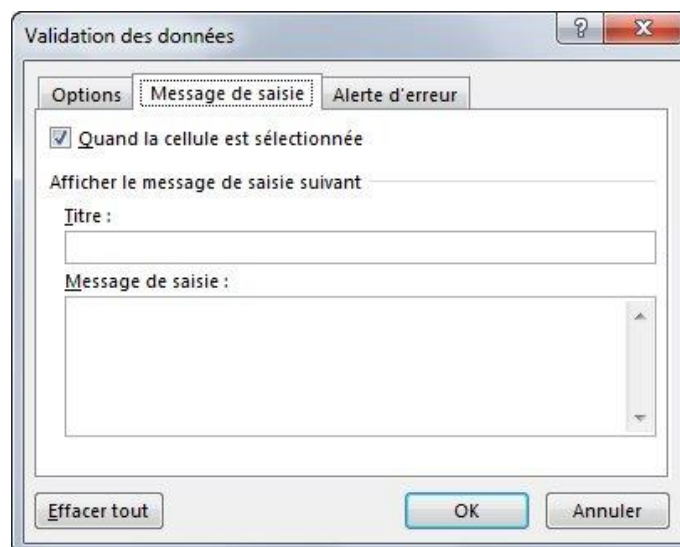 Validation des données
Options Message de saisie Alerte d'erreur
Quand la cellule est sélectionnée
Afficher le message de saisie suivant
Titre :
Message de saisie :
Effacer tout OK Annuler